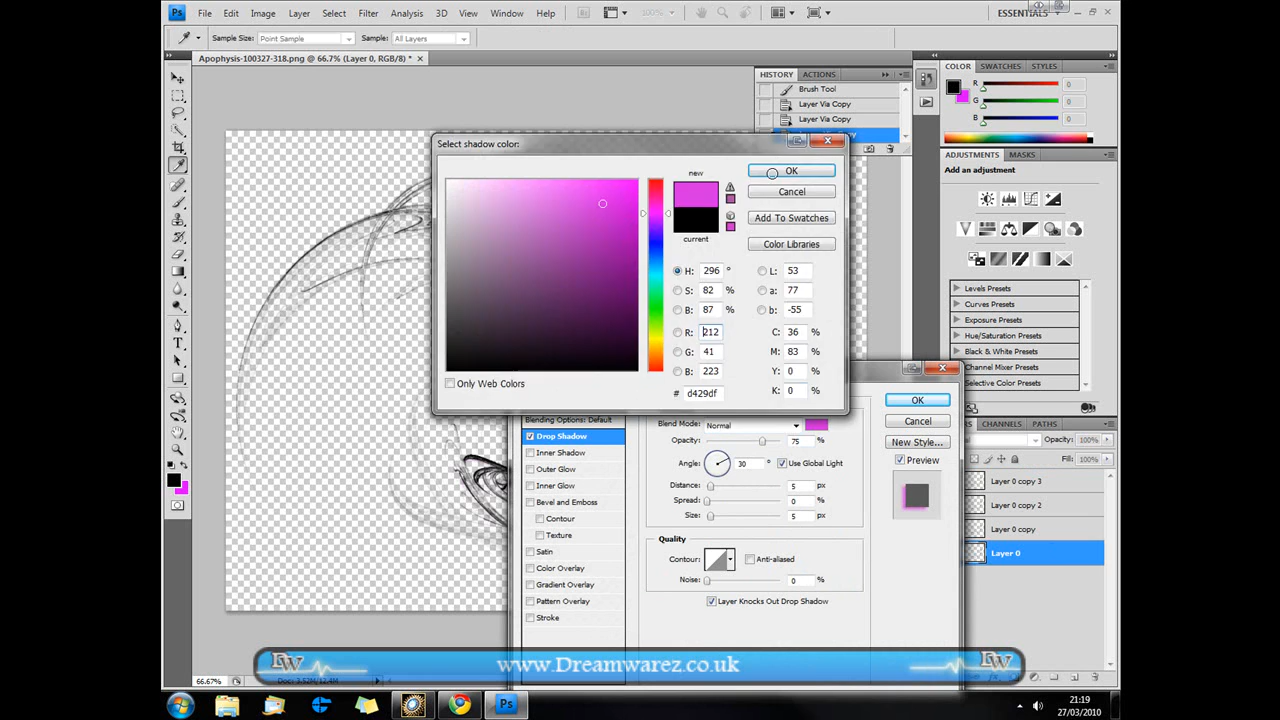 Ps File Edit Image Layer Select Filter Analysis 3D View Window Help
100%
ESSENTIALS
Sample Size: Point Sample Sample: All Layers
Apophysis-100327-318.png @ 66.7% (Layer 0, RGB/8) *
HISTORY ACTIONS
Brush Tool
Layer Via Copy
Layer Via Copy
COLOR SWATCHES STYLES
R 0
G 0
B 0
ADJUSTMENTS MASKS
Add an adjustment
Levels Presets
Curves Presets
Exposure Presets
Hue/Saturation Presets
Black & White Presets
Channel Mixer Presets
Selective Color Presets
CHANNELS PATHS
Opacity: 100%
Fill: 100%
Layer 0 copy 3
Layer 0 copy 2
Layer 0 copy
Layer 0
Select shadow color:
new
current
OK
Cancel
Add To Swatches
Color Libraries
H: 296 °
S: 82 %
B: 87 %
R: 212
G: 41
B: 223
# d429df
L: 53
a: 77
b: -55
C: 36 %
M: 83 %
Y: 0 %
K: 0 %
Only Web Colors
Blending Options: Default
Drop Shadow
Inner Shadow
Outer Glow
Inner Glow
Bevel and Emboss
Contour
Texture
Satin
Color Overlay
Gradient Overlay
Pattern Overlay
Stroke
Blend Mode: Normal
Opacity: 75 %
Angle: 30 ° Use Global Light
Distance: 5 px
Spread: 0 %
Size: 5 px
Quality
Contour: Anti-aliased
Noise: 0 %
Layer Knocks Out Drop Shadow
OK
Cancel
New Style...
Preview
DW www.Dreamwarez.co.uk DW
66.67% Doc: 3.52M/12.4M
Ps
21:19
27/03/2010